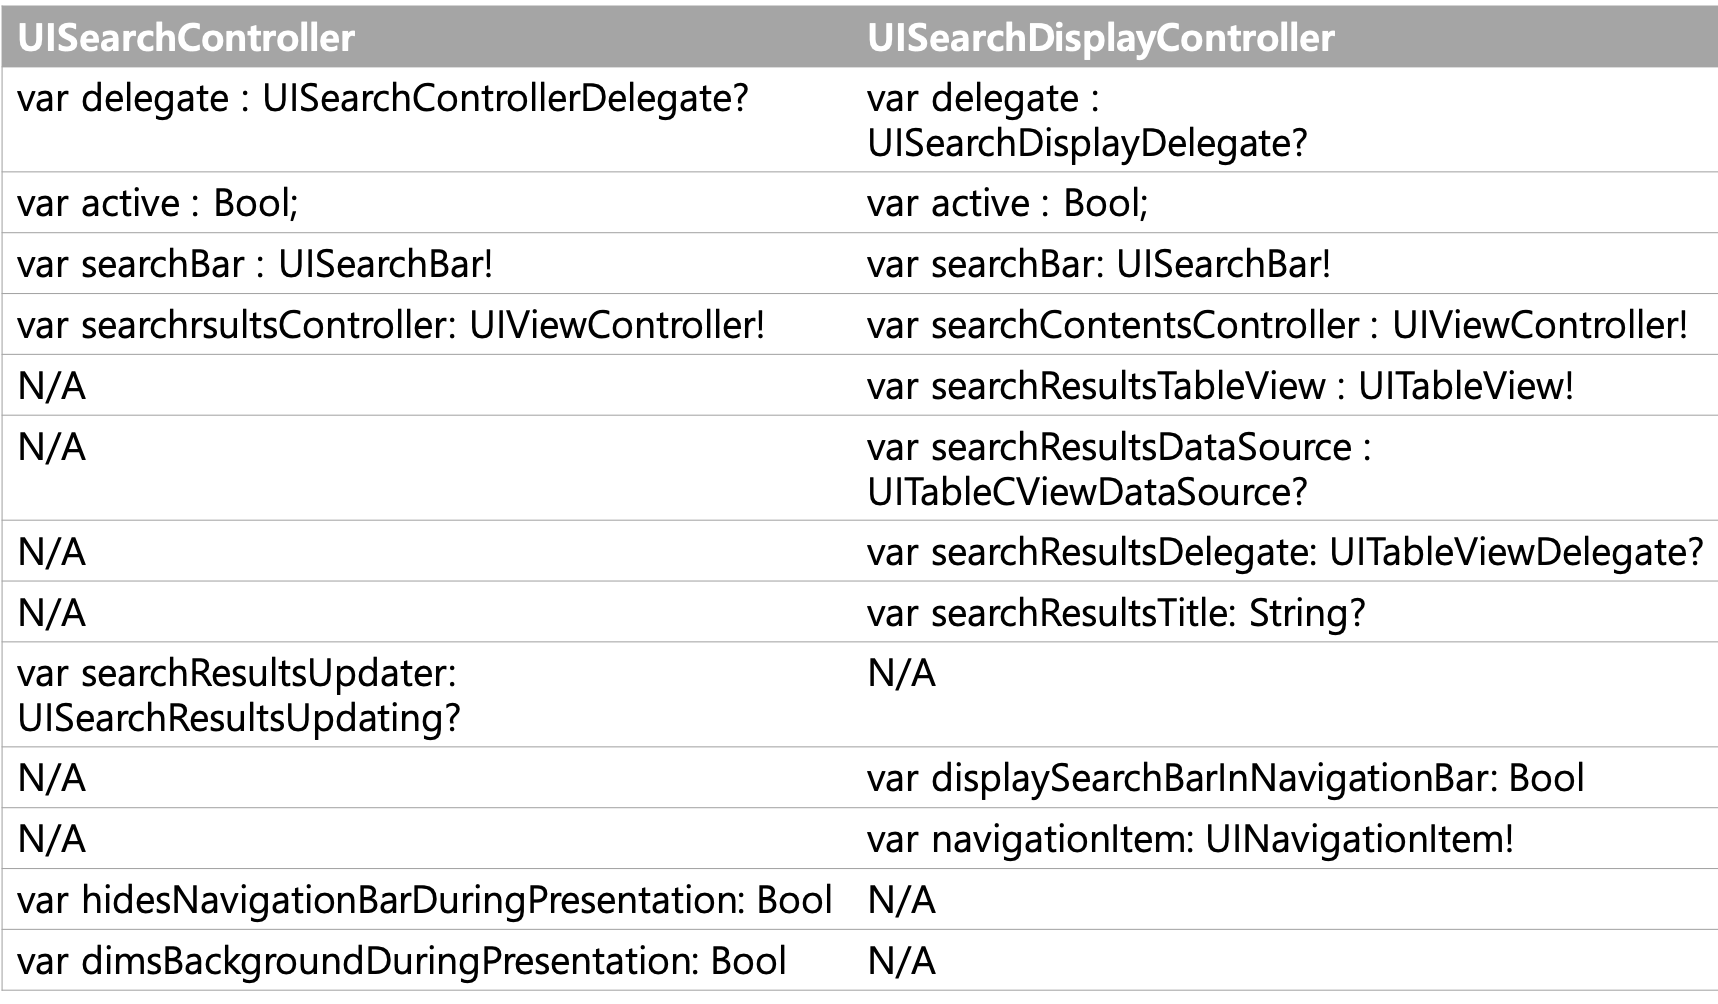 UISearchController UISearchDisplayController
var delegate : UISearchControllerDelegate? var delegate :
UISearchDisplayDelegate?
var active : Bool; var active : Bool;
var searchBar : UISearchBar! var searchBar: UISearchBar!
var searchrsultsController: UIViewController! var searchContentsController : UIViewController!
N/A var searchResultsTableView : UITableView!
N/A var searchResultsDataSource :
UITableCViewDataSource?
N/A var searchResultsDelegate: UITableViewDelegate?
N/A var searchResultsTitle: String?
var searchResultsUpdater: N/A
UISearchResultsUpdating?
N/A var displaySearchBarInNavigationBar: Bool
N/A var navigationItem: UINavigationItem!
var hidesNavigationBarDuringPresentation: Bool N/A
var dimsBackgroundDuringPresentation: Bool N/A